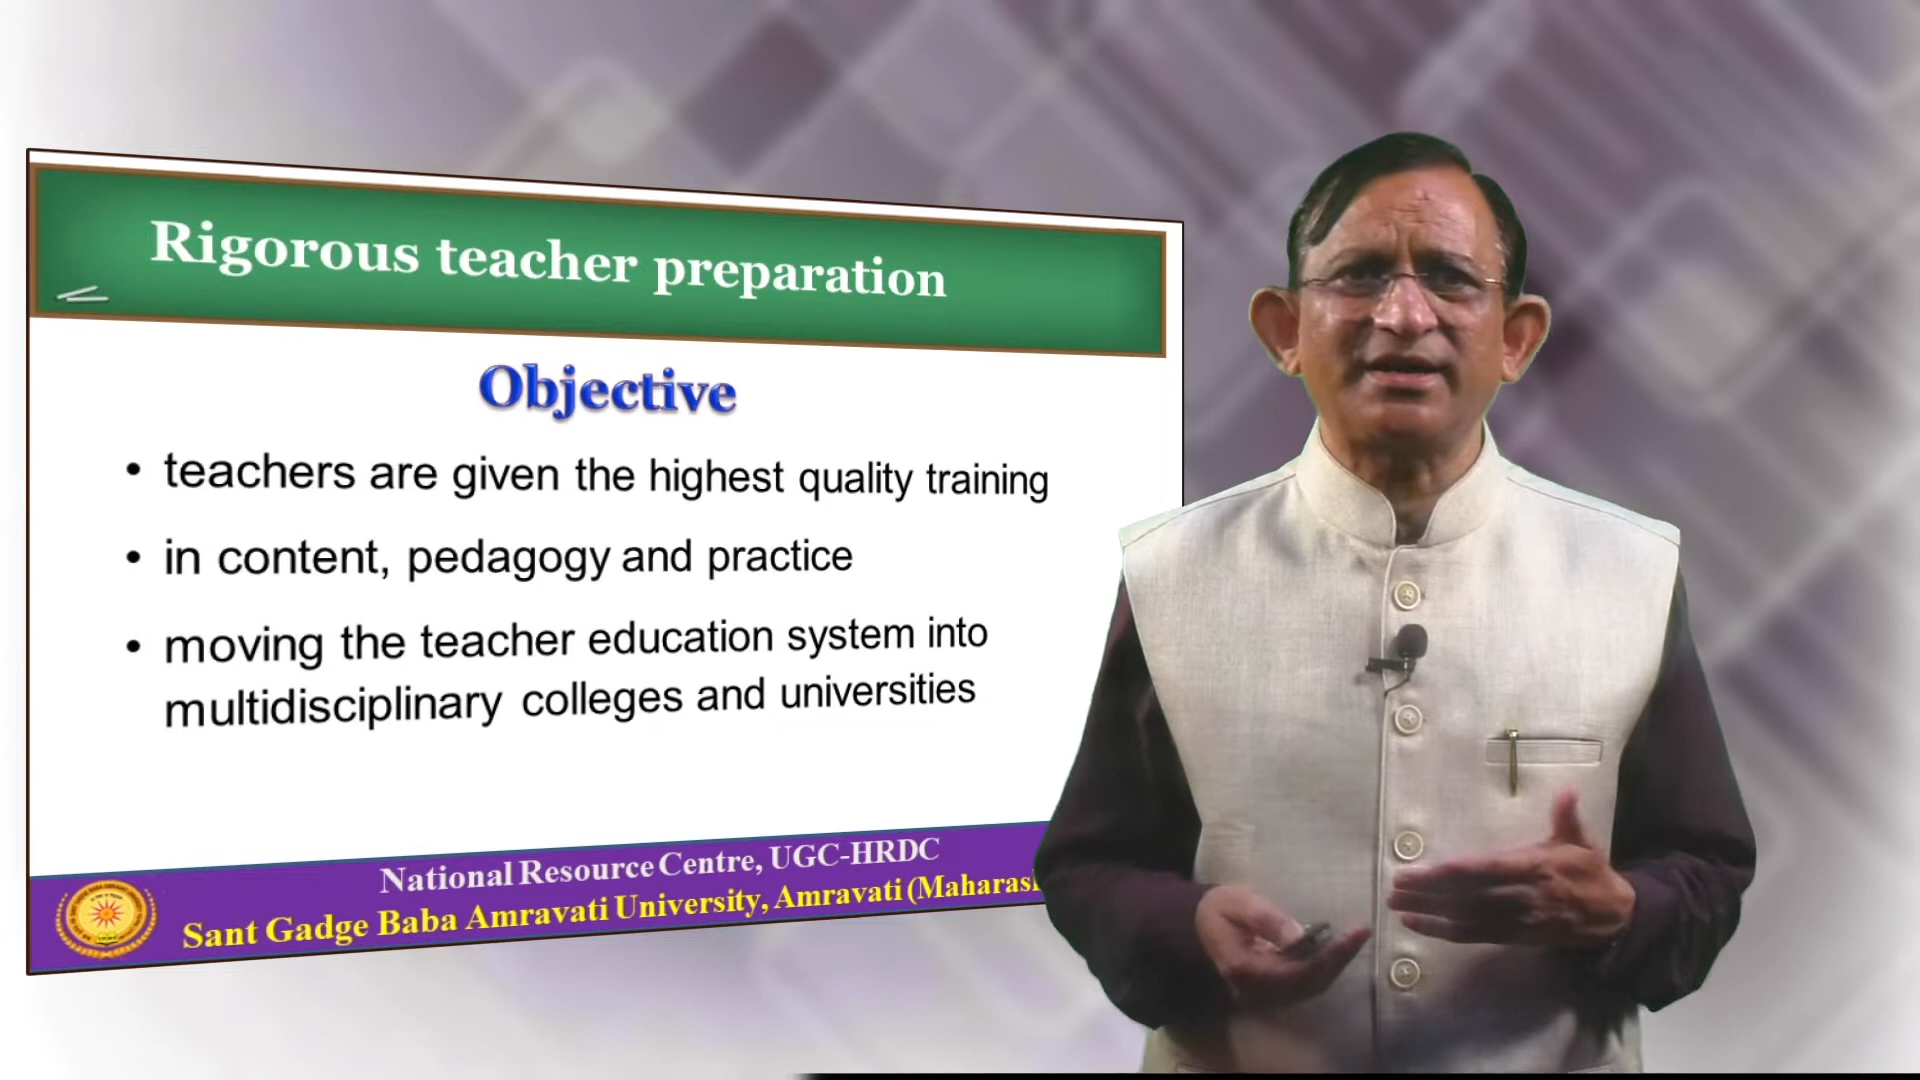 Rigorous teacher preparation
Objective
• teachers are given the highest quality training
• in content, pedagogy and practice
• moving the teacher education system into
multidisciplinary colleges and universities
National Resource Centre, UGC-HRDC
Sant Gadge Baba Amravati University, Amravati